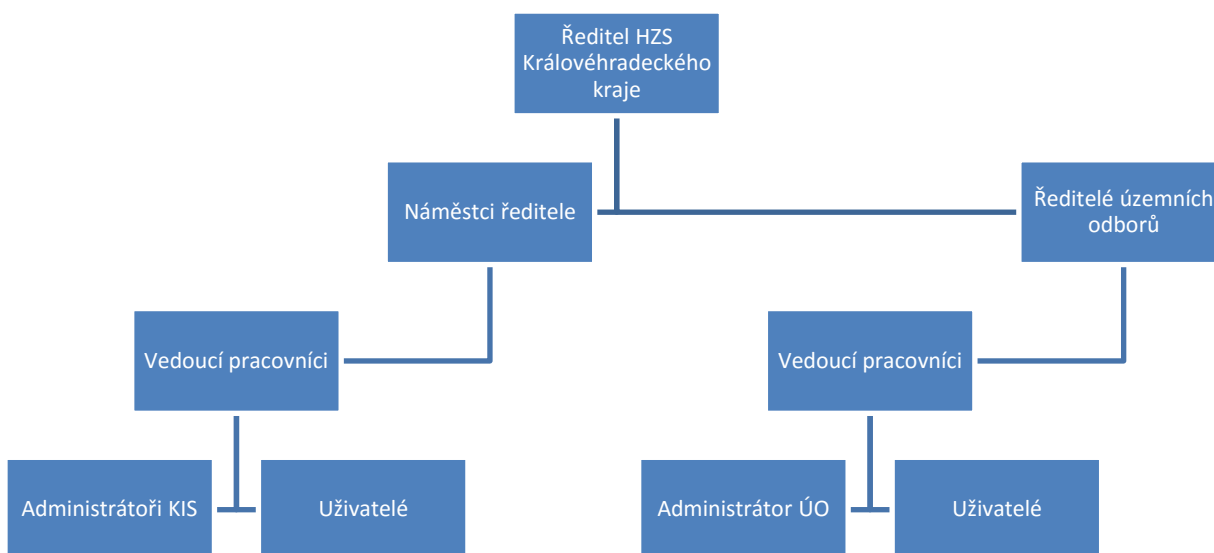 Ředitel HZS
Královéhradeckého
kraje
Náměstci ředitele
Ředitelé územních
odborů
Vedoucí pracovníci
Vedoucí pracovníci
Administrátoři KIS
Uživatelé
Administrátor ÚO
Uživatelé